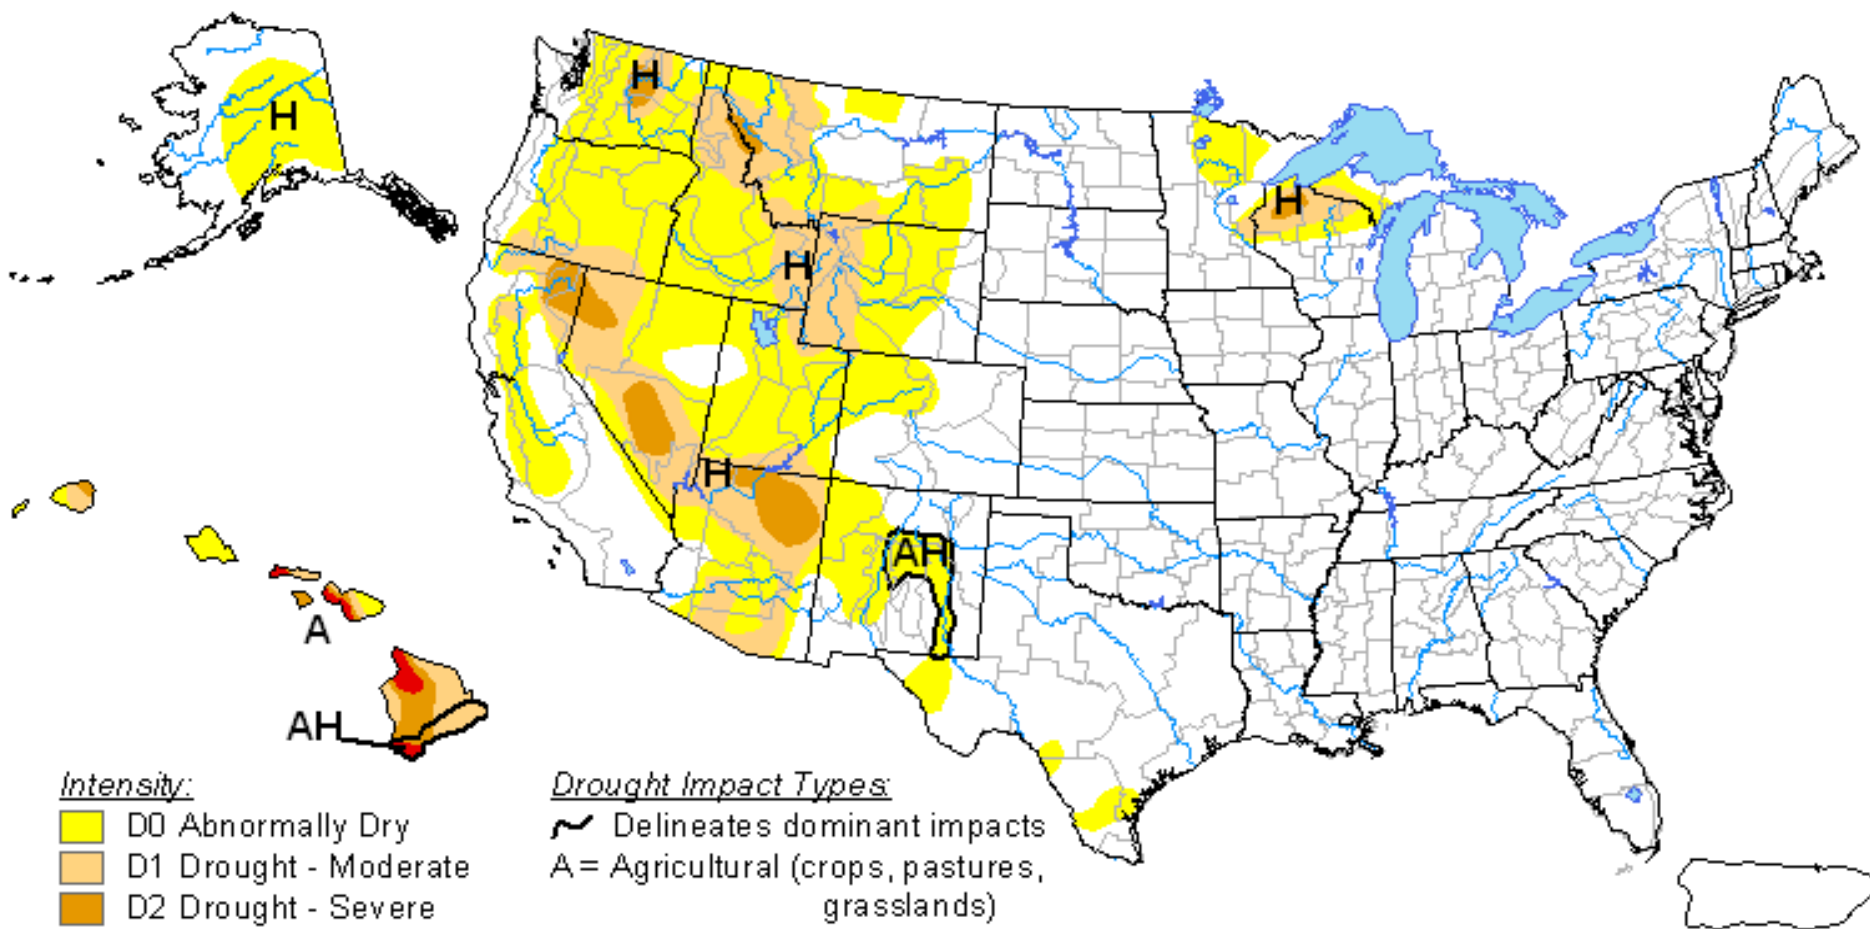 H
H
H
H
H
AH
A
AH
Intensity:
D0 Abnormally Dry
D1 Drought - Moderate
D2 Drought - Severe
Drought Impact Types:
Delineates dominant impacts
A = Agricultural (crops, pastures,
grasslands)